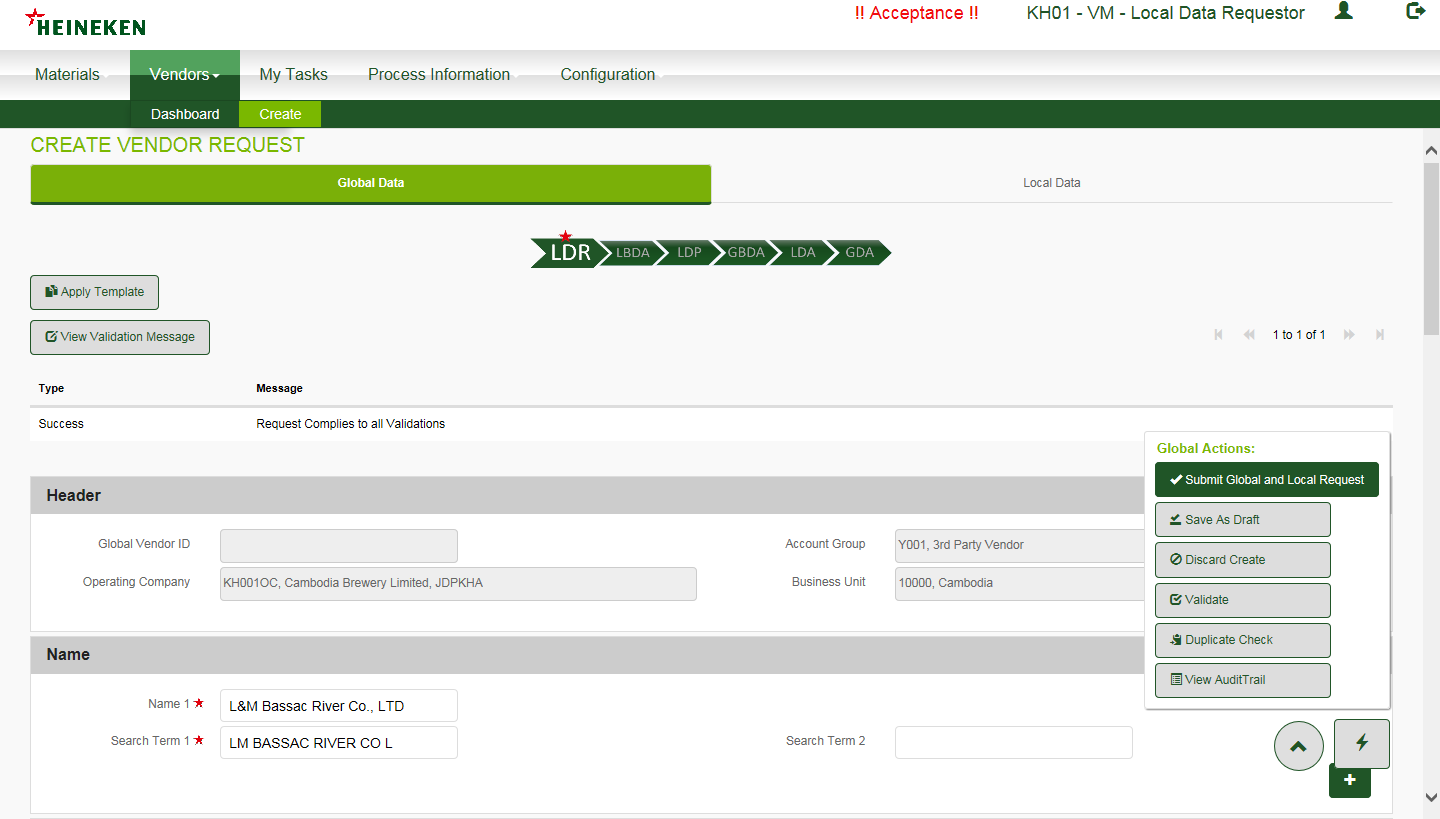 HEINEKEN
!! Acceptance !!
KH01 - VM - Local Data Requestor
Materials
Vendors
My Tasks
Process Information
Configuration
Dashboard
Create
CREATE VENDOR REQUEST
Global Data
Local Data
LDR
LBDA
LDP
GBDA
LDA
GDA
Apply Template
View Validation Message
1 to 1 of 1
Type
Message
Success
Request Complies to all Validations
Global Actions:
Submit Global and Local Request
Save As Draft
Discard Create
Validate
Duplicate Check
View AuditTrail
Header
Global Vendor ID
Account Group
Y001, 3rd Party Vendor
Operating Company
KH001OC, Cambodia Brewery Limited, JDPKHA
Business Unit
10000, Cambodia
Name
Name 1
L&M Bassac River Co., LTD
Search Term 1
LM BASSAC RIVER CO L
Search Term 2